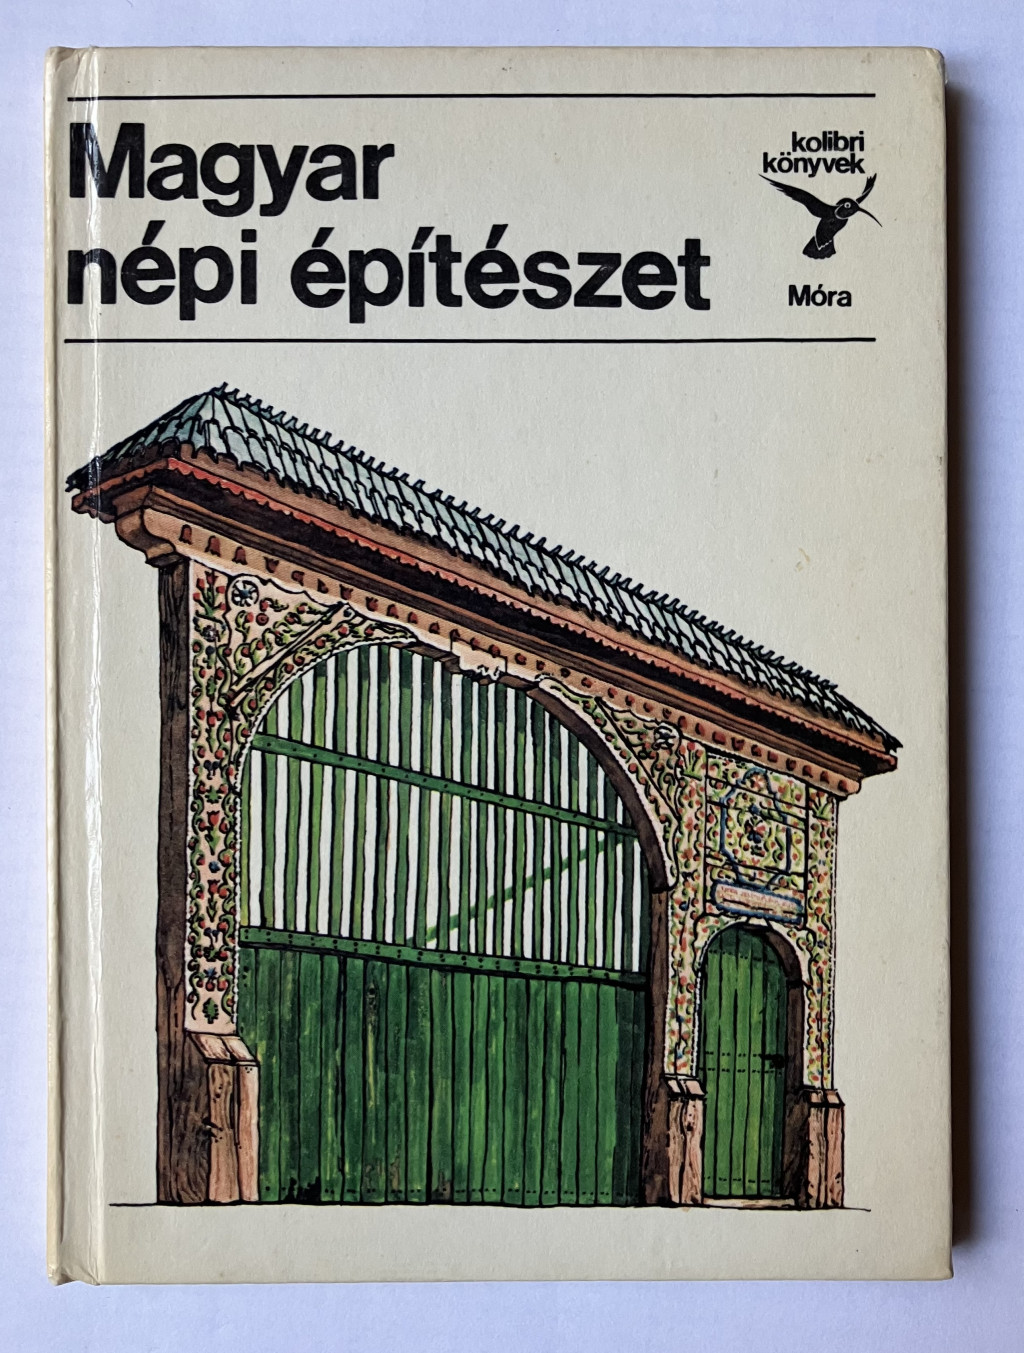 Magyar
népi építészet
kolibri
könyvek
Móra